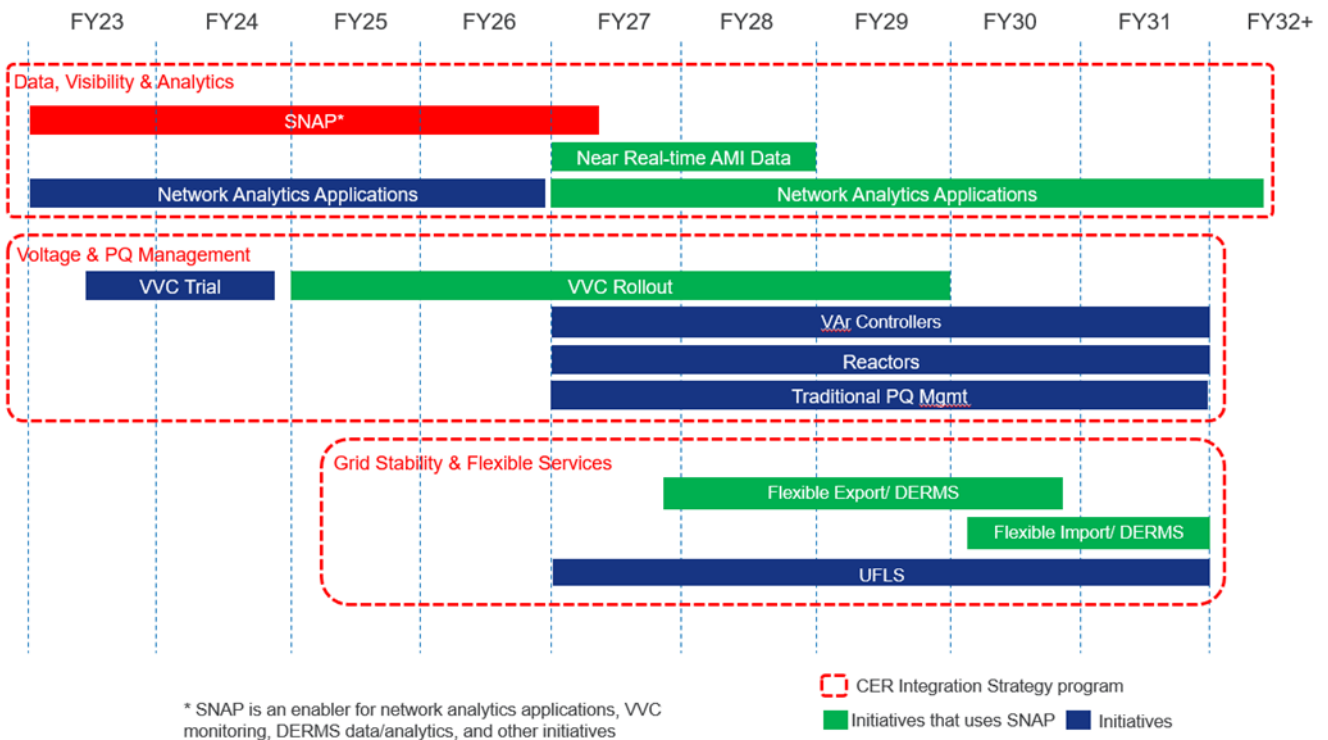 FY23 FY24 FY25 FY26 FY27 FY28 FY29 FY30 FY31 FY32+
Data, Visibility & Analytics
SNAP*
Near Real-time AMI Data
Network Analytics Applications Network Analytics Applications
Voltage & PQ Management
VVC Trial VVC Rollout
VAr Controllers
Reactors
Traditional PQ Mgmt
Grid Stability & Flexible Services
Flexible Export/ DERMS
Flexible Import/ DERMS
UFLS
* SNAP is an enabler for network analytics applications, VVC
monitoring, DERMS data/analytics, and other initiatives
CER Integration Strategy program
Initiatives that uses SNAP Initiatives